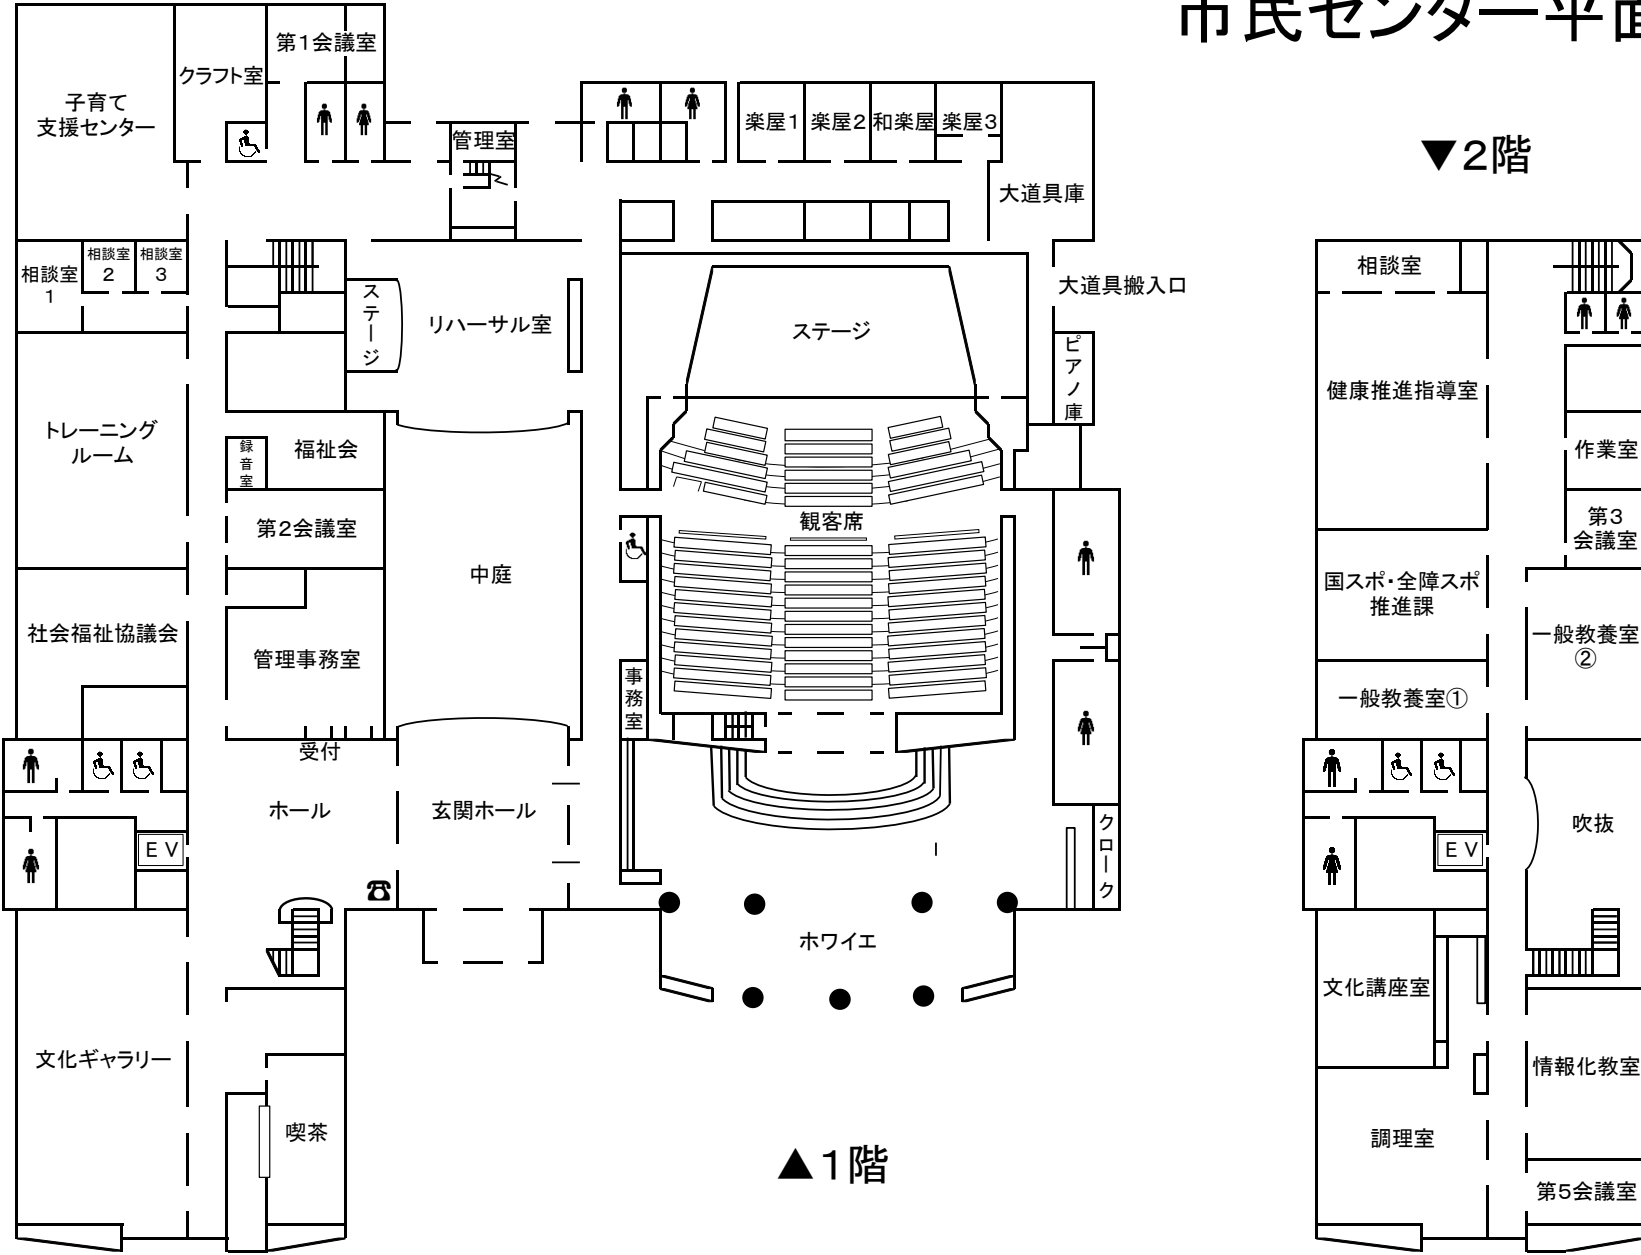 市民センター平面
第1会議室
クラフト室
子育て
支援センター
管理室
楽屋1
楽屋2
和楽屋
楽屋3
▼2階
大道具庫
相談室
1
相談室
2
相談室
3
ステージ
リハーサル室
ステージ
大道具搬入口
ピアノ庫
トレーニング
ルーム
録音室
福祉会
第2会議室
観客席
中庭
社会福祉協議会
管理事務室
事務室
受付
ホール
玄関ホール
EV
クローク
ホワイエ
文化ギャラリー
喫茶
▲1階
相談室
健康推進指導室
作業室
第3
会議室
国スポ・全障スポ
推進課
一般教養室
②
一般教養室①
吹抜
EV
文化講座室
情報化教室
調理室
第5会議室